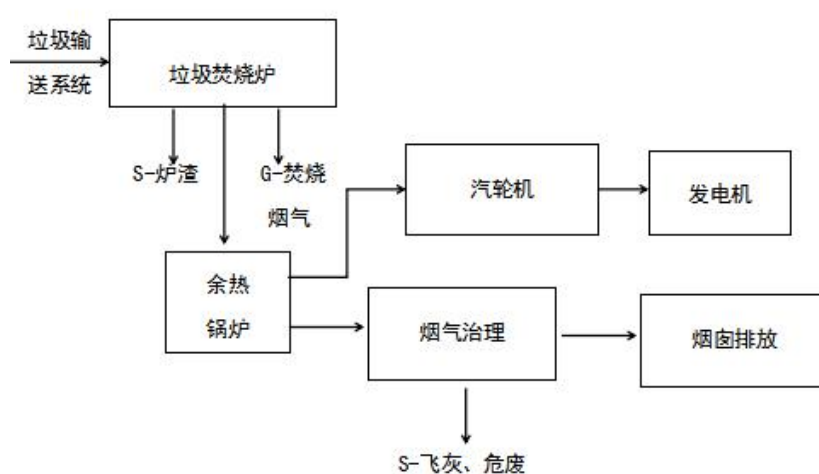 垃圾输
送系统
垃圾焚烧炉
S-炉渣
G-焚烧
烟气
汽轮机
发电机
余热
锅炉
烟气治理
烟囱排放
S-飞灰、危废